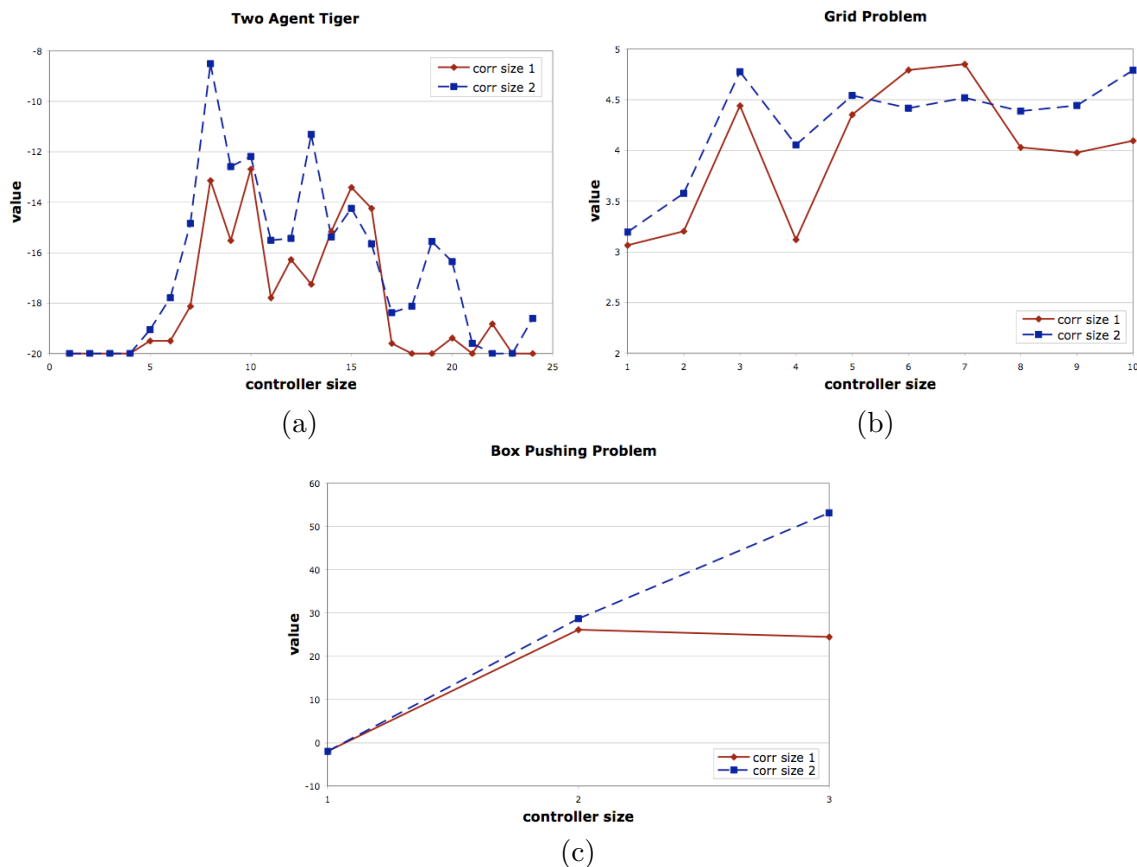 Two Agent Tiger
-8
-10
-12
-14
-16
-18
-20
value
0
5
10
15
20
25
controller size
corr size 1
corr size 2
(a)
Grid Problem
5
4.5
4
3.5
3
2.5
2
value
1
2
3
4
5
6
7
8
9
10
controller size
corr size 1
corr size 2
(b)
Box Pushing Problem
60
50
40
30
20
10
0
-10
value
1
2
3
controller size
corr size 1
corr size 2
(c)